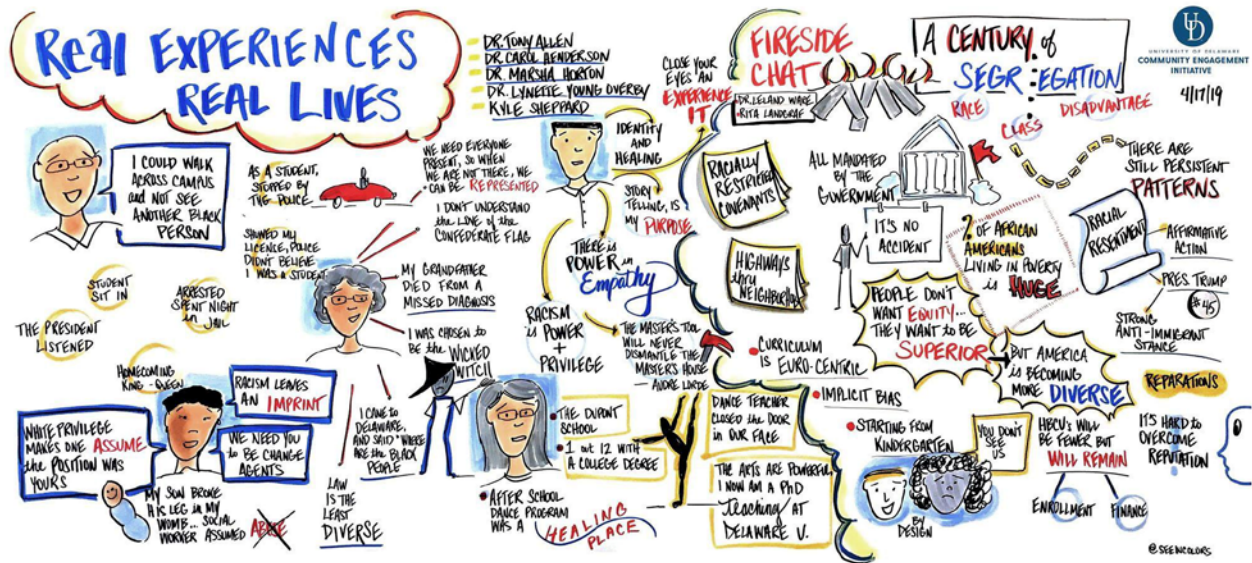 Real EXPERIENCES
REAL LIVES
DR. TONY ALLEN
DR. CAROL HENDERSON
DR. MARSHA HORTON
DR. LYNETTE YOUNG OVERBY
KYLE SHEPPARD
I COULD WALK
ACROSS CAMPUS
and NOT SEE
ANOTHER BLACK
PERSON
AS A STUDENT,
STOPPED BY
THE POLICE
SHOWED MY
LICENSE, POLICE
DIDN'T BELIEVE
I WAS A STUDENT
STUDENT
SIT IN
ARRESTED
SPENT NIGHT
in JAIL
THE PRESIDENT
LISTENED
HOMECOMING
KING - QUEEN
WE NEED EVERYONE
PRESENT, SO WHEN
WE ARE NOT THERE, WE
CAN BE REPRESENTED
I DON'T UNDERSTAND
the LINE of the
CONFEDERATE FLAG
MY GRANDFATHER
DIED FROM A
MISSED DIAGNOSIS
I WAS CHOSEN to
BE the WICKED
WITCH
I CAME to
DELAWARE
AND SAID "WHERE
ARE the BLACK
PEOPLE
LAW
IS THE
LEAST
DIVERSE
RACISM LEAVES
AN IMPRINT
WE NEED YOU
to BE CHANGE
AGENTS
WHITE PRIVILEGE
MAKES ONE ASSUME
the POSITION WAS
YOURS
MY SON BROKE
HIS LEG in MY
WOMB... SOCIAL
WORKER ASSUMED ABUSE
CLOSE YOUR
EYES AN
EXPERIENCE
IT
IDENTITY
AND
HEALING
STORY
TELLING, IS
MY PURPOSE
THERE is
POWER in
Empathy
RACISM
is POWER
+
PRIVILEGE
THE MASTER'S TOOL
WILL NEVER
DISMANTLE THE
MASTER'S HOUSE
— AUDRE LORDE
THE DUPONT
SCHOOL
1 out 12 WITH
A COLLEGE DEGREE
AFTER SCHOOL
DANCE PROGRAM
WAS A HEALING
PLACE
DANCE TEACHER
CLOSED the DOOR
in OUR FACE
THE ARTS ARE POWERFUL
I NOW AM A PhD
Teaching AT
DELAWARE U.
FIRESIDE
CHAT
DR. LELAND WARE
RITA LANDGRAF
A CENTURY of
SEGREGATION
RACE
CLASS
DISADVANTAGE
UD
UNIVERSITY OF DELAWARE
COMMUNITY ENGAGEMENT
INITIATIVE
4/17/19
RACIALLY
RESTRICTED
COVENANTS
HIGHWAYS
thru
NEIGHBORHOODS
ALL MANDATED
BY the
GOVERNMENT
IT'S NO
ACCIDENT
% OF AFRICAN
AMERICANS
LIVING IN POVERTY
is HUGE
THERE ARE
STILL PERSISTENT
PATTERNS
RACIAL
RESENTMENT
AFFIRMATIVE
ACTION
PRES. TRUMP
#45
STRONG
ANTI-IMMIGRANT
STANCE
PEOPLE DON'T
WANT EQUITY...
THEY WANT to BE
SUPERIOR
BUT AMERICA
is BECOMING
MORE DIVERSE
REPARATIONS
CURRICULUM
IS EURO-CENTRIC
IMPLICIT BIAS
STARTING FROM
KINDERGARTEN
YOU DON'T
SEE
US
BY
DESIGN
HBCU's WILL
BE FEWER BUT
WILL REMAIN
ENROLLMENT
FINANCE
IT'S HARD to
OVERCOME
REPUTATION
@SEEINCOLORS